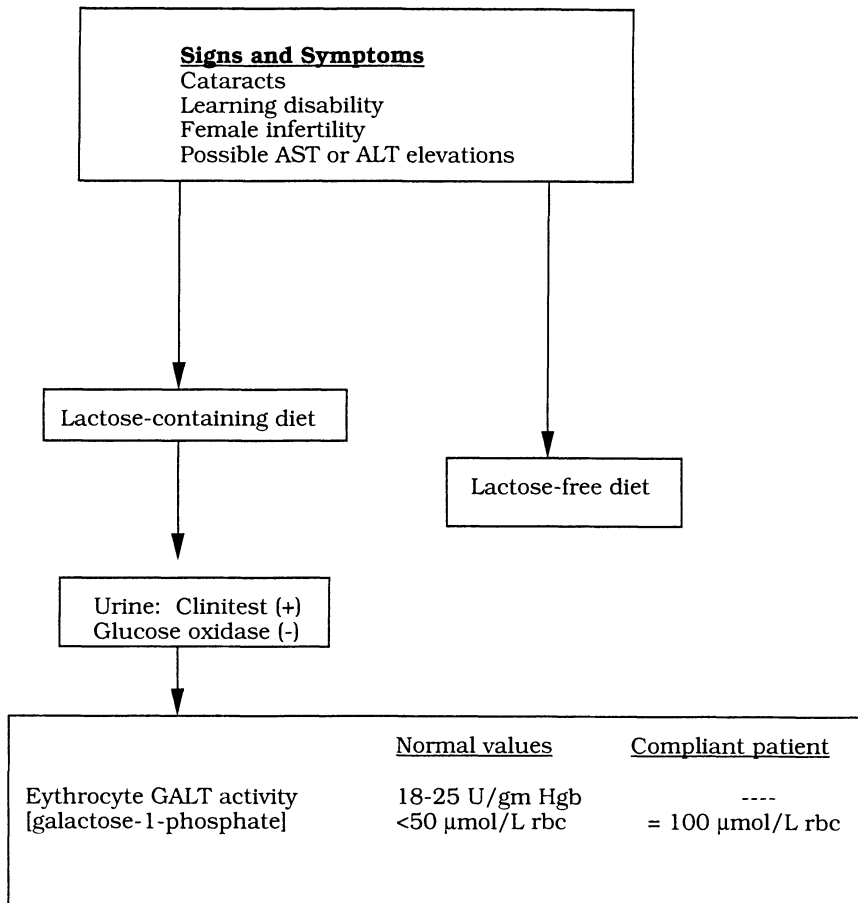 Signs and Symptoms
Cataracts
Learning disability
Female infertility
Possible AST or ALT elevations
Lactose-containing diet
Lactose-free diet
Urine: Clinitest (+)
Glucose oxidase (-)
Normal values Compliant patient
Eythrocyte GALT activity 18-25 U/gm Hgb ----
[galactose-1-phosphate] <50 µmol/L rbc = 100 µmol/L rbc